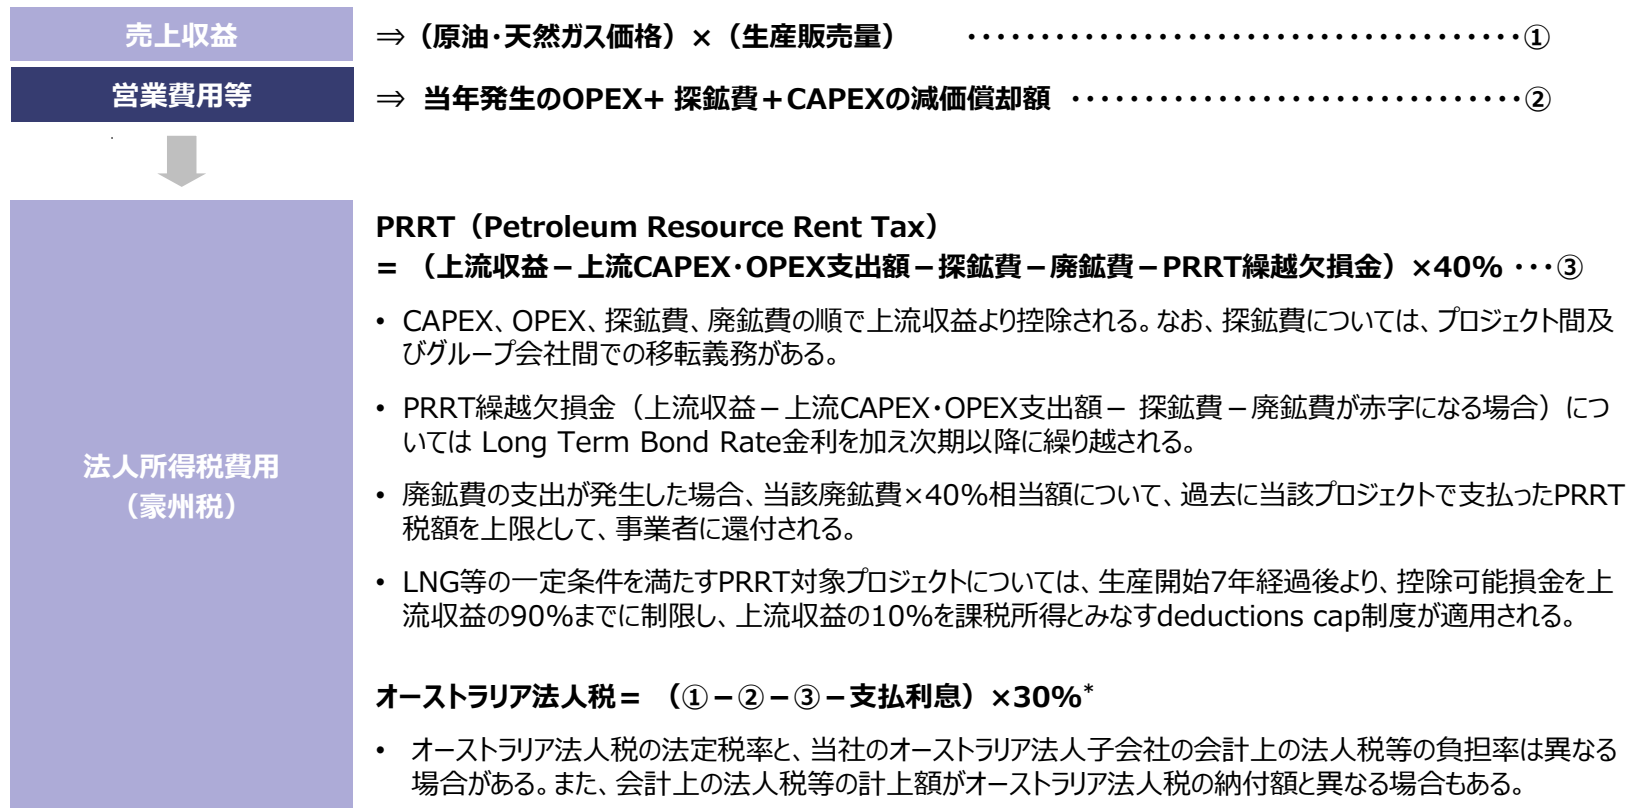 売上収益
⇒（原油・天然ガス価格）×（生産販売量） ・・・・・・・・・・・・・・・・・・・・・・・・・・・・・・・・・・・・・・①
営業費用等
⇒ 当年発生のOPEX+ 探鉱費＋CAPEXの減価償却額 ・・・・・・・・・・・・・・・・・・・・・・・・・・・・・・・②
法人所得税費用
（豪州税）
PRRT（Petroleum Resource Rent Tax）
= （上流収益－上流CAPEX・OPEX支出額－探鉱費－廃鉱費－PRRT繰越欠損金）×40% ・・・③
• CAPEX、OPEX、探鉱費、廃鉱費の順で上流収益より控除される。なお、探鉱費については、プロジェクト間及
びグループ会社間での移転義務がある。
• PRRT繰越欠損金（上流収益－上流CAPEX・OPEX支出額－ 探鉱費－廃鉱費が赤字になる場合）につ
いては Long Term Bond Rate金利を加え次期以降に繰り越される。
• 廃鉱費の支出が発生した場合、当該廃鉱費×40%相当額について、過去に当該プロジェクトで支払ったPRRT
税額を上限として、事業者に還付される。
• LNG等の一定条件を満たすPRRT対象プロジェクトについては、生産開始7年経過後より、控除可能損金を上
流収益の90%までに制限し、上流収益の10%を課税所得とみなすdeductions cap制度が適用される。
オーストラリア法人税= （①－②－③－支払利息）×30%*
• オーストラリア法人税の法定税率と、当社のオーストラリア法人子会社の会計上の法人税等の負担率は異なる
場合がある。また、会計上の法人税等の計上額がオーストラリア法人税の納付額と異なる場合もある。